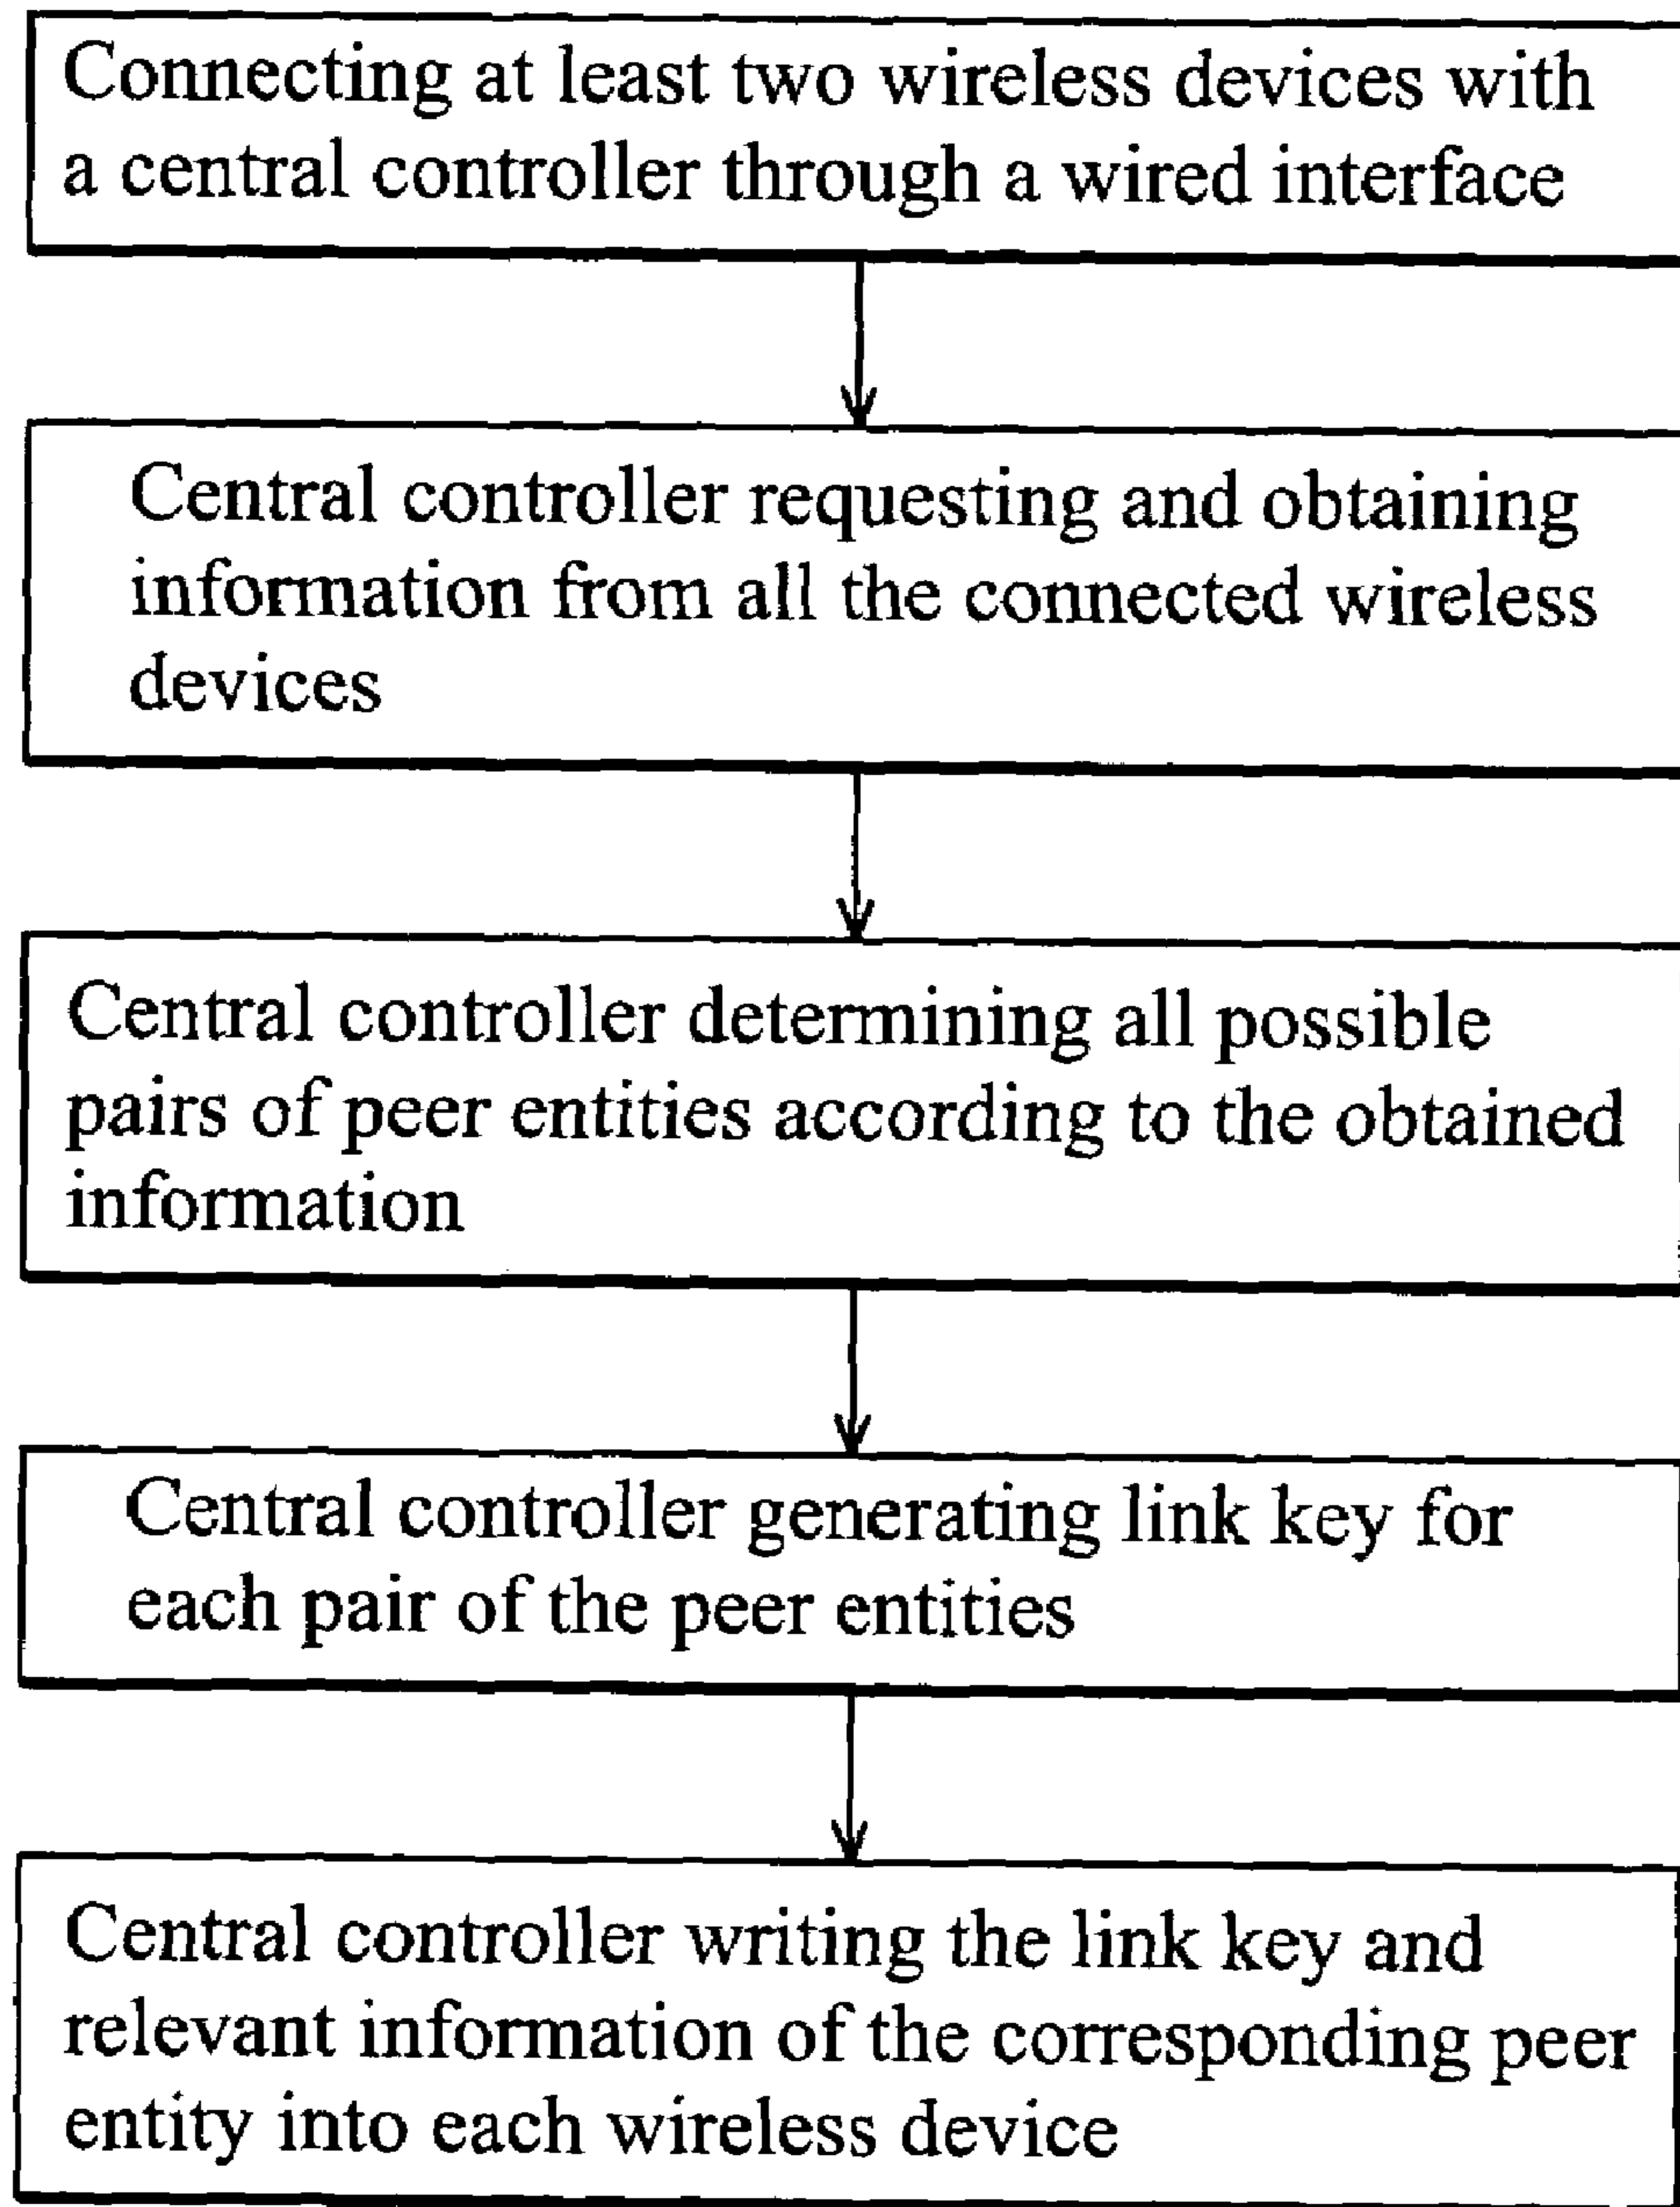 Connecting at least two wireless devices with
a central controller through a wired interface
Central controller requesting and obtaining
information from all the connected wireless
devices
Central controller determining all possible
pairs of peer entities according to the obtained
information
Central controller generating link key for
each pair of the peer entities
Central controller writing the link key and
relevant information of the corresponding peer
entity into each wireless device